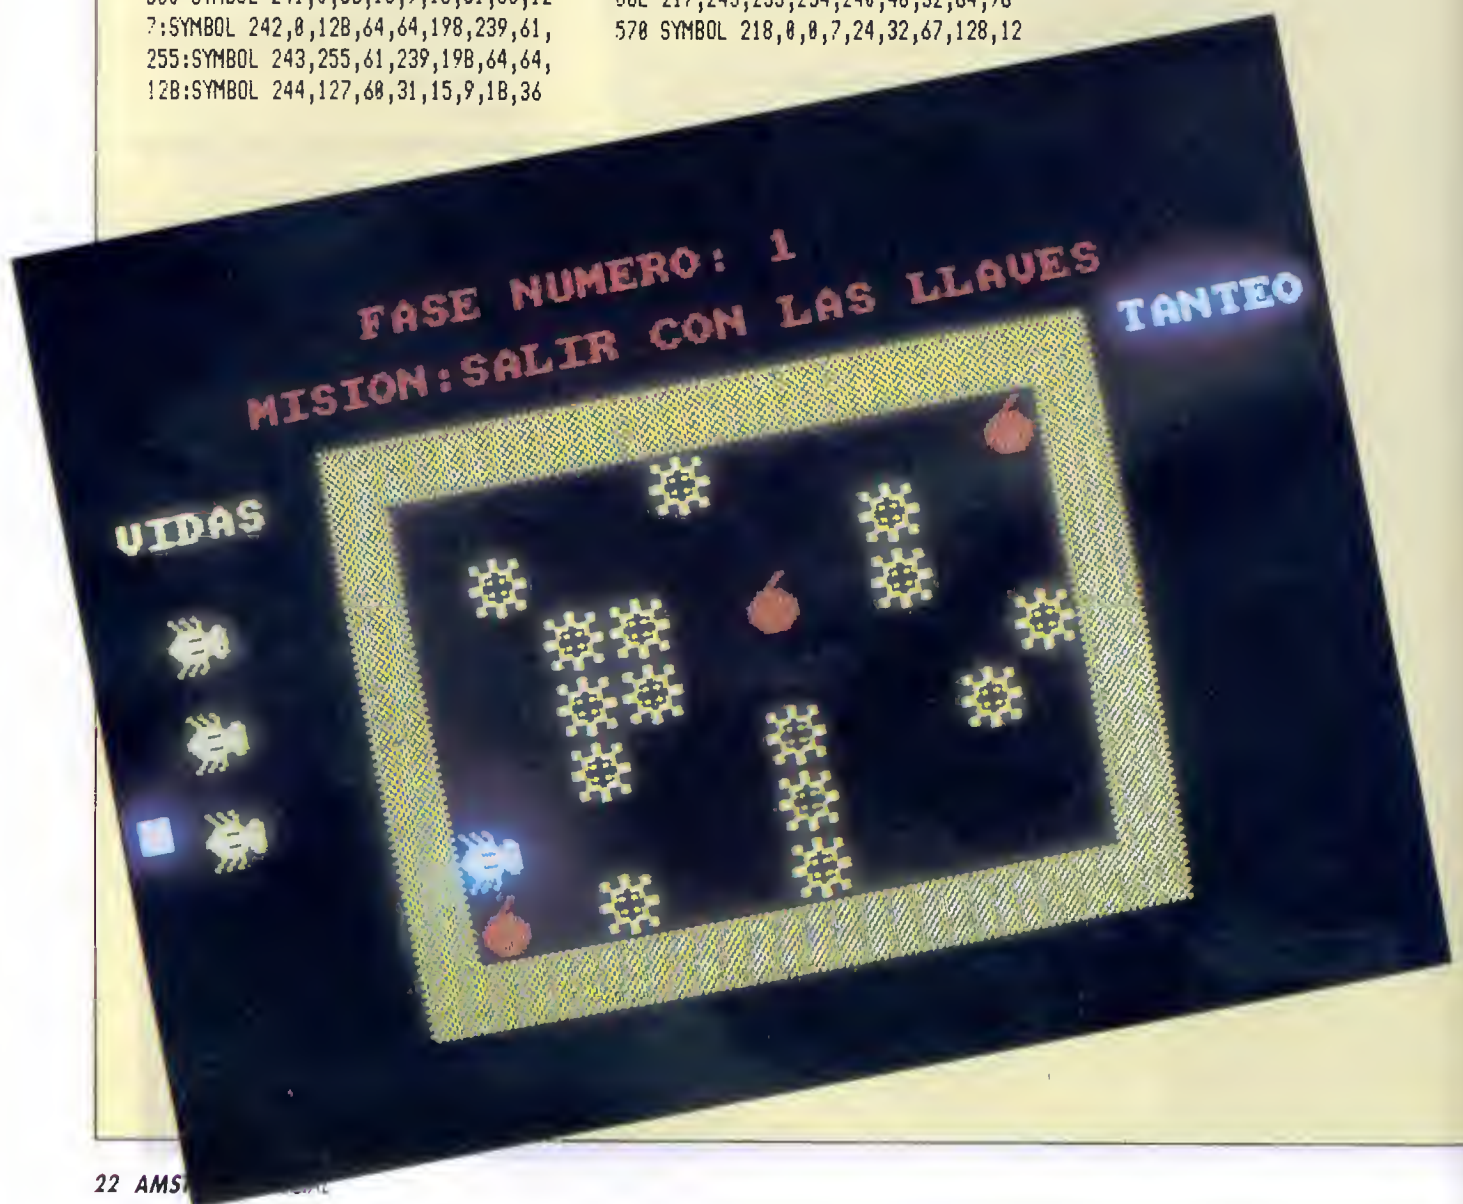 7:SYMBOL 242,0,128,64,64,198,239,61,
255:SYMBOL 243,255,61,239,198,64,64,
128:SYMBOL 244,127,60,31,15,9,18,36
570 SYMBOL 218,0,0,7,24,32,67,128,12
FASE NUMERO: 1
MISION:SALIR CON LAS LLAVES
TANTEO
VIDAS
22 AMS